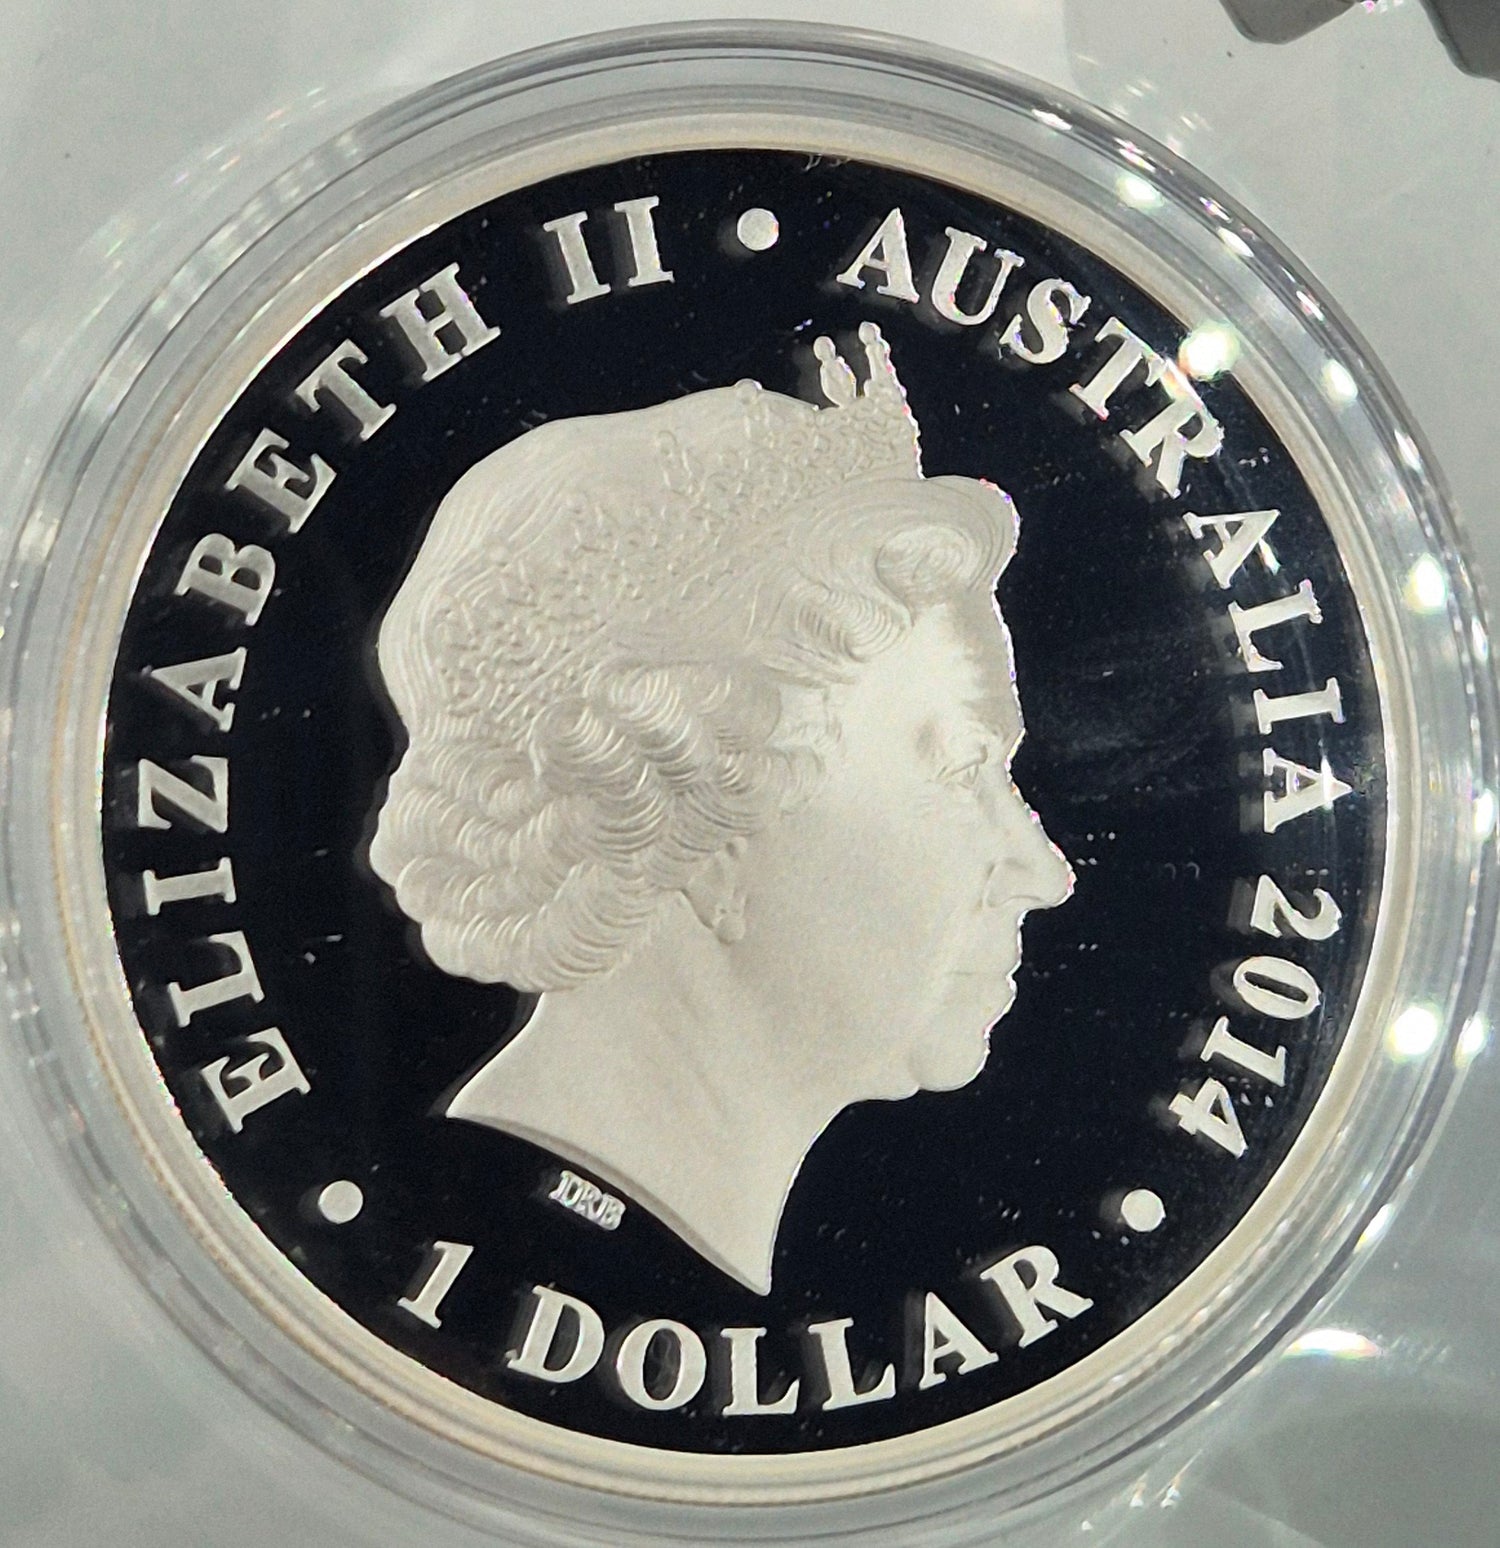 ELIZABETH II • AUSTRALIA 2014
• 1 DOLLAR •
IRB